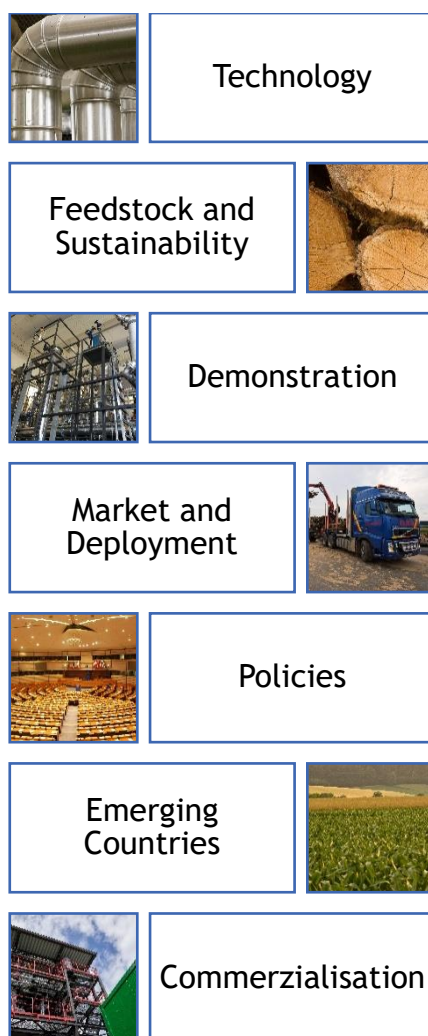 Technology
Feedstock and
Sustainability
Demonstration
Market and
Deployment
Policies
Emerging
Countries
Commerzialisation